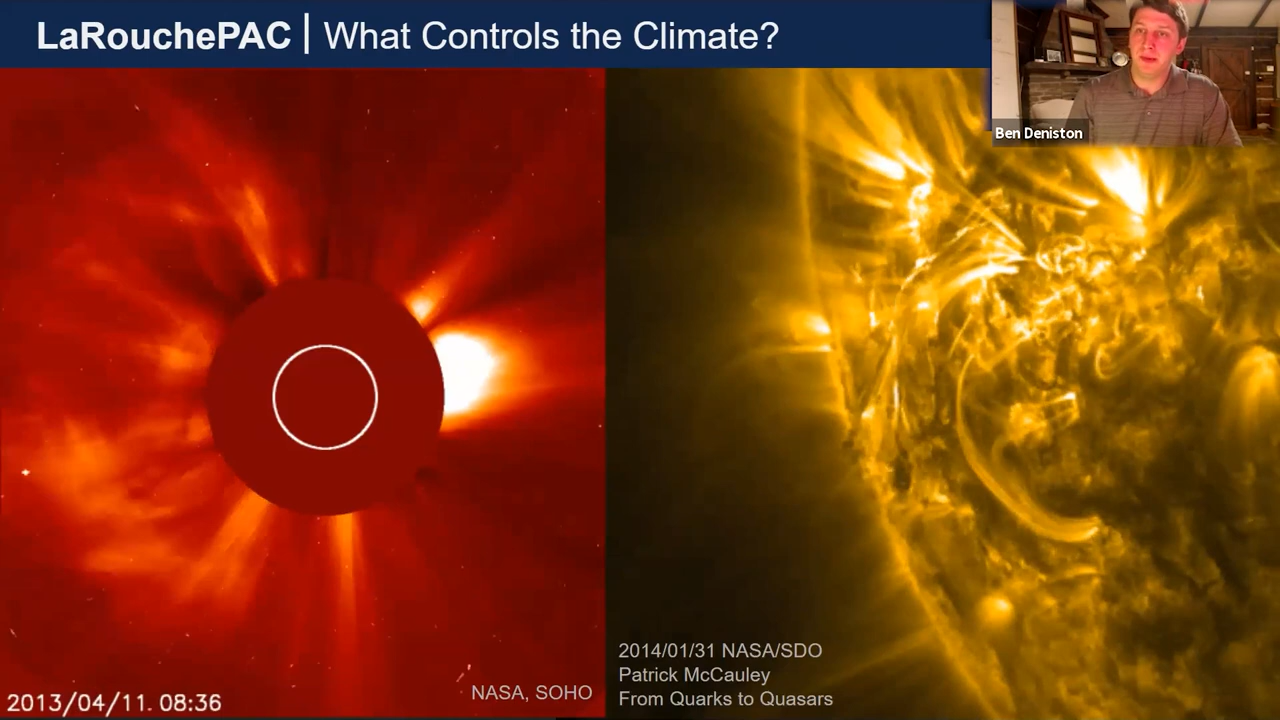 LaRouchePAC | What Controls the Climate?
Ben Deniston
2013/04/11. 08:36
NASA, SOHO
2014/01/31 NASA/SDO
Patrick McCauley
From Quarks to Quasars